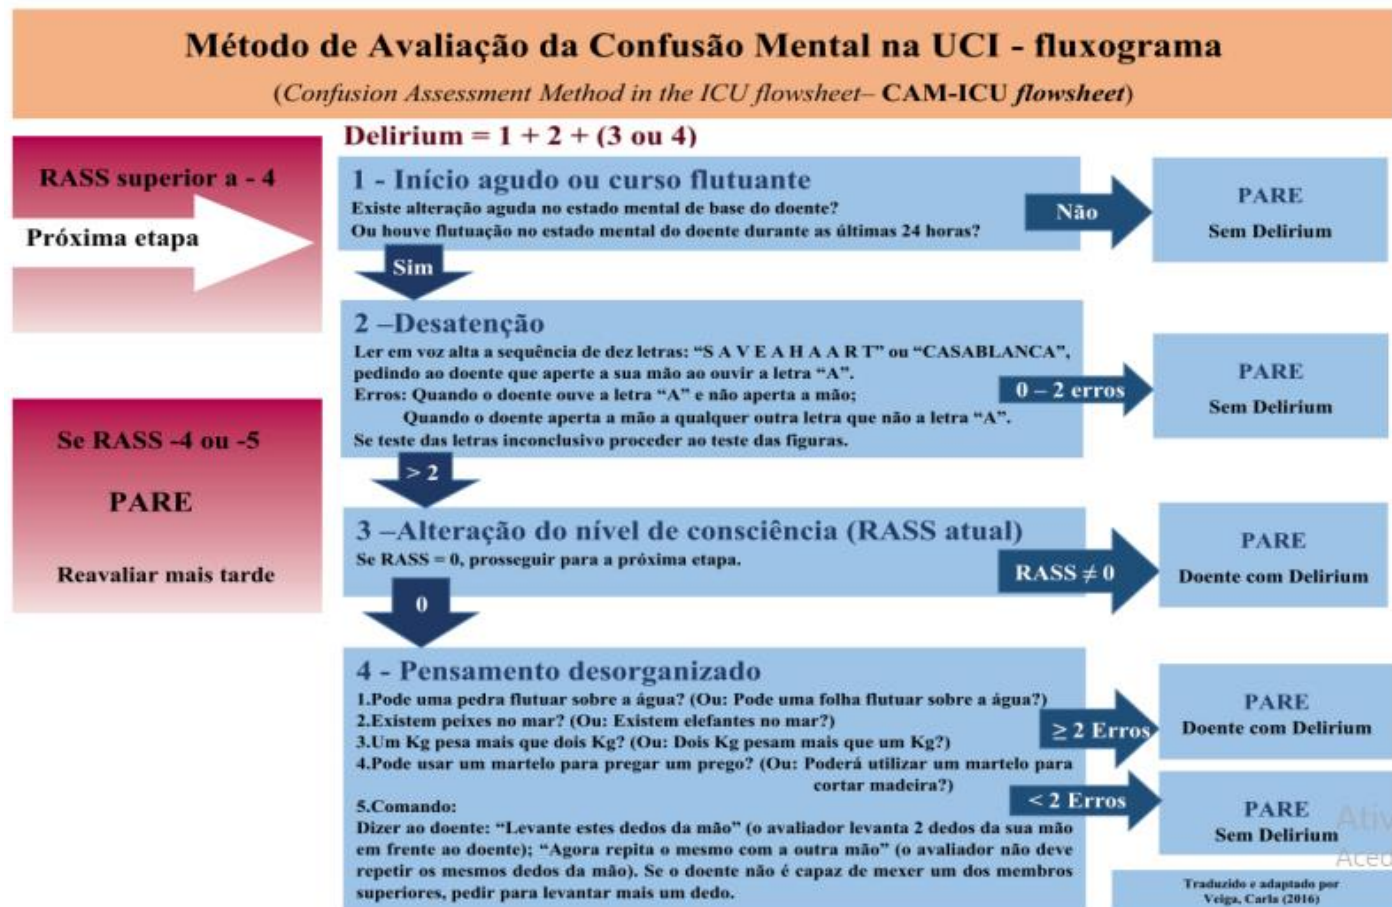 Método de Avaliação da Confusão Mental na UCI - fluxograma
(Confusion Assessment Method in the ICU flowsheet– CAM-ICU flowsheet)
RASS superior a - 4
Próxima etapa
Se RASS -4 ou -5
PARE
Reavaliar mais tarde
Delirium = 1 + 2 + (3 ou 4)
1 - Início agudo ou curso flutuante
Existe alteração aguda no estado mental de base do doente?
Ou houve flutuação no estado mental do doente durante as últimas 24 horas?
Não
PARE
Sem Delirium
Sim
2 –Desatenção
Ler em voz alta a sequência de dez letras: “S A V E A H A A R T” ou “CASABLANCA”,
pedindo ao doente que aperte a sua mão ao ouvir a letra “A”.
Erros: Quando o doente ouve a letra “A” e não aperta a mão;
Quando o doente aperta a mão a qualquer outra letra que não a letra “A”.
Se teste das letras inconclusivo proceder ao teste das figuras.
0 – 2 erros
PARE
Sem Delirium
> 2
3 –Alteração do nível de consciência (RASS atual)
Se RASS = 0, prosseguir para a próxima etapa.
RASS ≠ 0
PARE
Doente com Delirium
0
4 - Pensamento desorganizado
1.Pode uma pedra flutuar sobre a água? (Ou: Pode uma folha flutuar sobre a água?)
2.Existem peixes no mar? (Ou: Existem elefantes no mar?)
3.Um Kg pesa mais que dois Kg? (Ou: Dois Kg pesam mais que um Kg?)
4.Pode usar um martelo para pregar um prego? (Ou: Poderá utilizar um martelo para
cortar madeira?)
5.Comando:
Dizer ao doente: “Levante estes dedos da mão” (o avaliador levanta 2 dedos da sua mão
em frente ao doente); “Agora repita o mesmo com a outra mão” (o avaliador não deve
repetir os mesmos dedos da mão). Se o doente não é capaz de mexer um dos membros
superiores, pedir para levantar mais um dedo.
≥ 2 Erros
PARE
Doente com Delirium
< 2 Erros
PARE
Sem Delirium
Ativ
Aced
Traduzido e adaptado por
Veiga, Carla (2016)